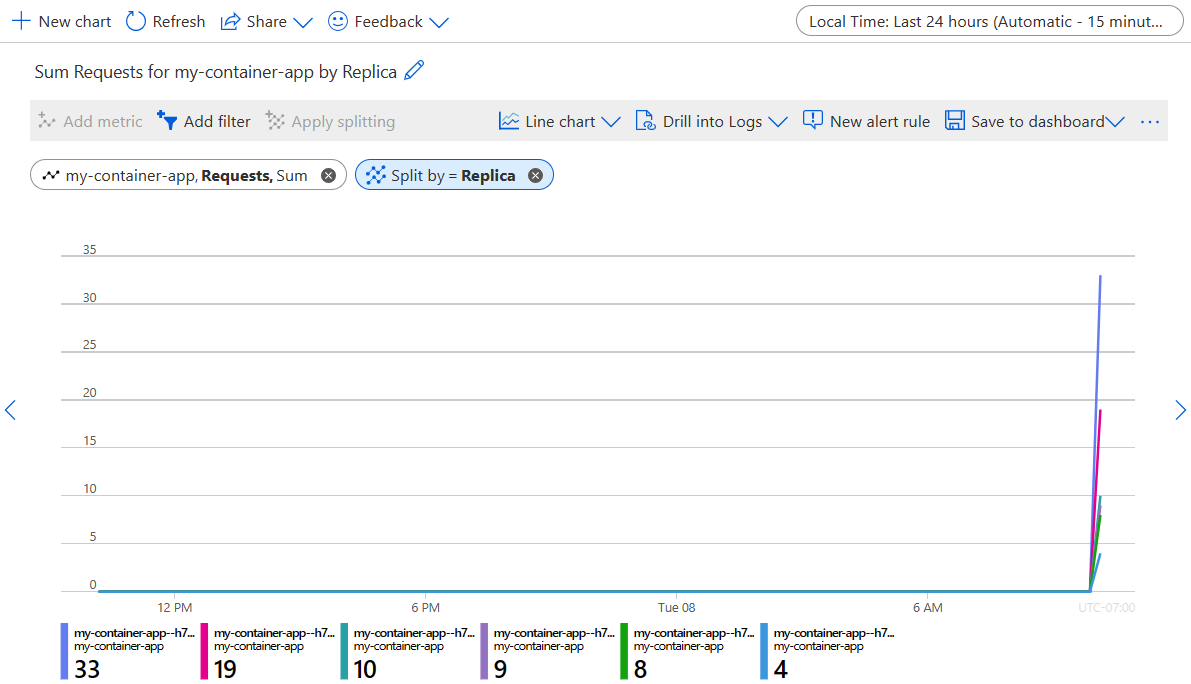 New chart Refresh Share Feedback Local Time: Last 24 hours (Automatic - 15 minut...
Sum Requests for my-container-app by Replica
Add metric Add filter Apply splitting Line chart Drill into Logs New alert rule Save to dashboard ...
my-container-app, Requests, Sum Split by = Replica
35
30
25
20
15
10
5
0
12 PM 6 PM Tue 08 6 AM UTC-07:00
my-container-app--h7... my-container-app--h7... my-container-app--h7... my-container-app--h7... my-container-app--h7... my-container-app--h7...
my-container-app my-container-app my-container-app my-container-app my-container-app my-container-app
33 19 10 9 8 4